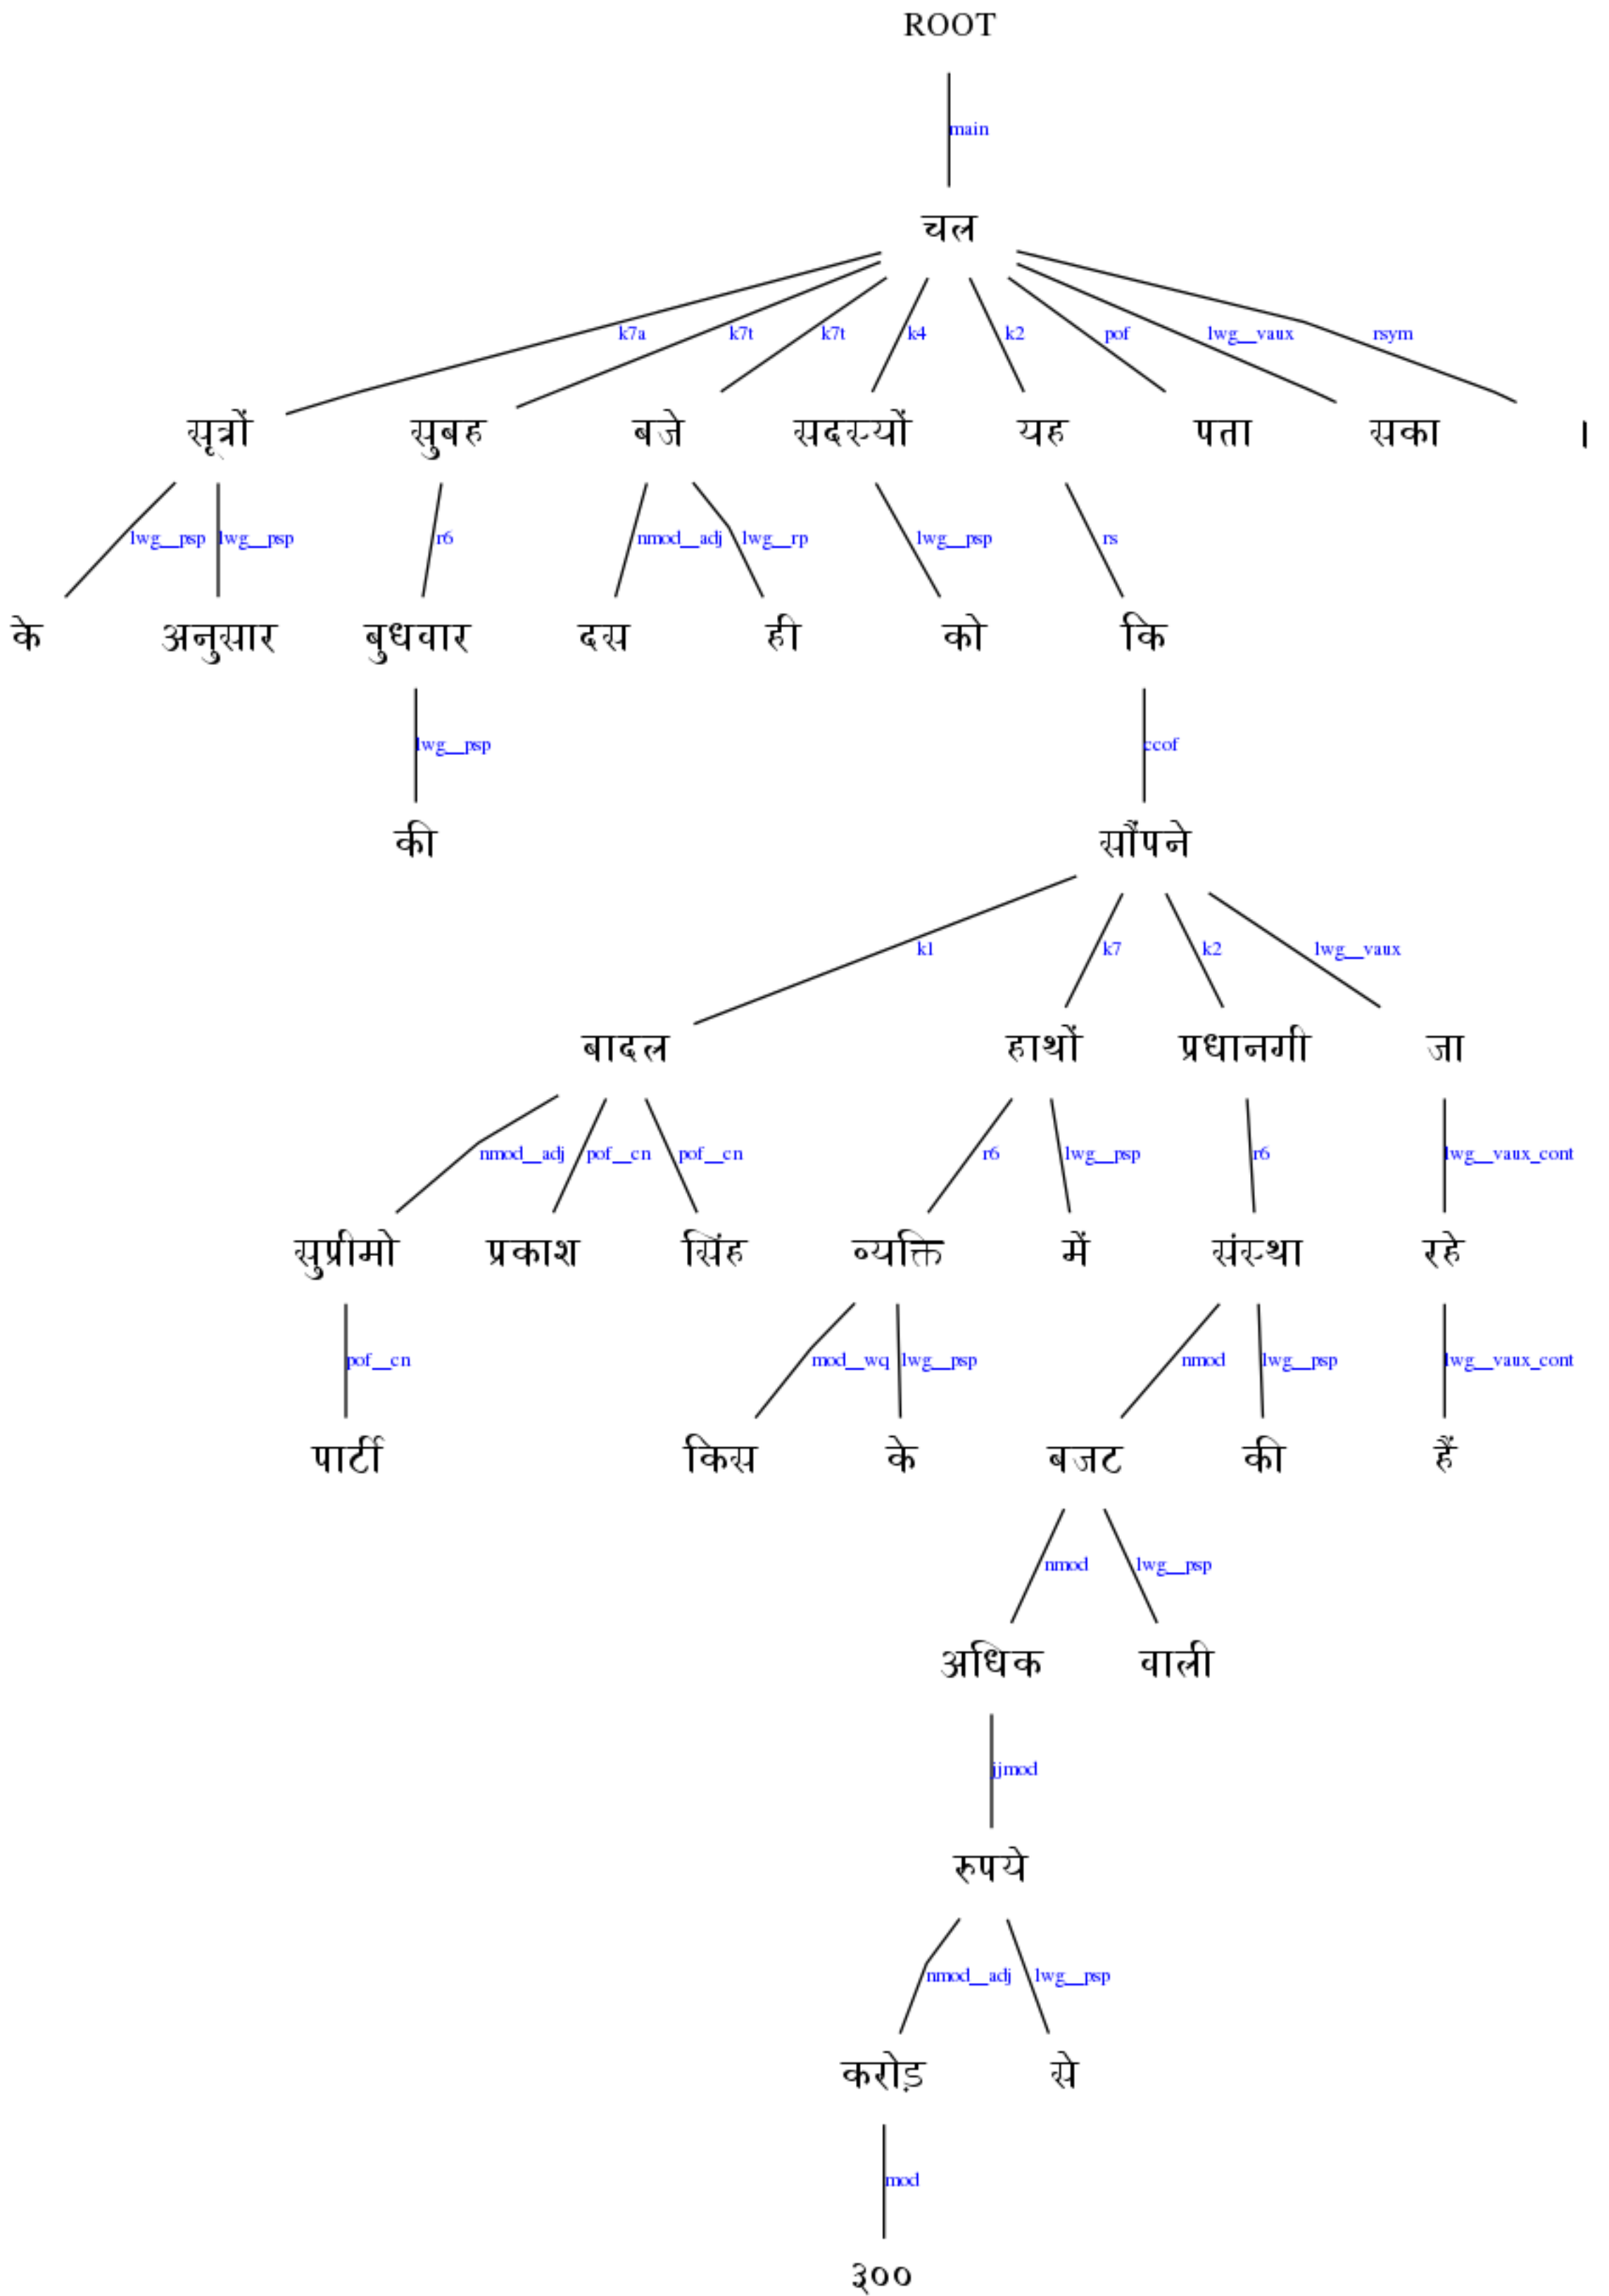 ROOT
main
चल
k7a k7t k7t k4 k2 pof lwg__vaux rsym
सूत्रों सुबह बजे सदस्यों यह पता सका ।
lwg__psp lwg__psp r6 nmod__adj lwg__rp lwg__psp rs
के अनुसार बुधवार दस ही को कि
lwg__psp ccof
की सौंपने
k1 k7 k2 lwg__vaux
बादल हाथों प्रधानगी जा
nmod__adj pof__cn pof__cn r6 lwg__psp r6 lwg__vaux_cont
सुप्रीमो प्रकाश सिंह व्यक्ति में संस्था रहे
pof__cn mod__wq lwg__psp nmod lwg__psp lwg__vaux_cont
पार्टी किस के बजट की हैं
nmod lwg__psp
अधिक वाली
jjmod
रुपये
nmod__adj lwg__psp
करोड़ से
mod
३००